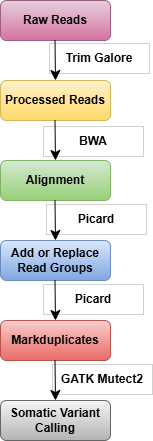 Raw Reads
Trim Galore
Processed Reads
BWA
Alignment
Picard
Add or Replace
Read Groups
Picard
Markduplicates
GATK Mutect2
Somatic Variant
Calling